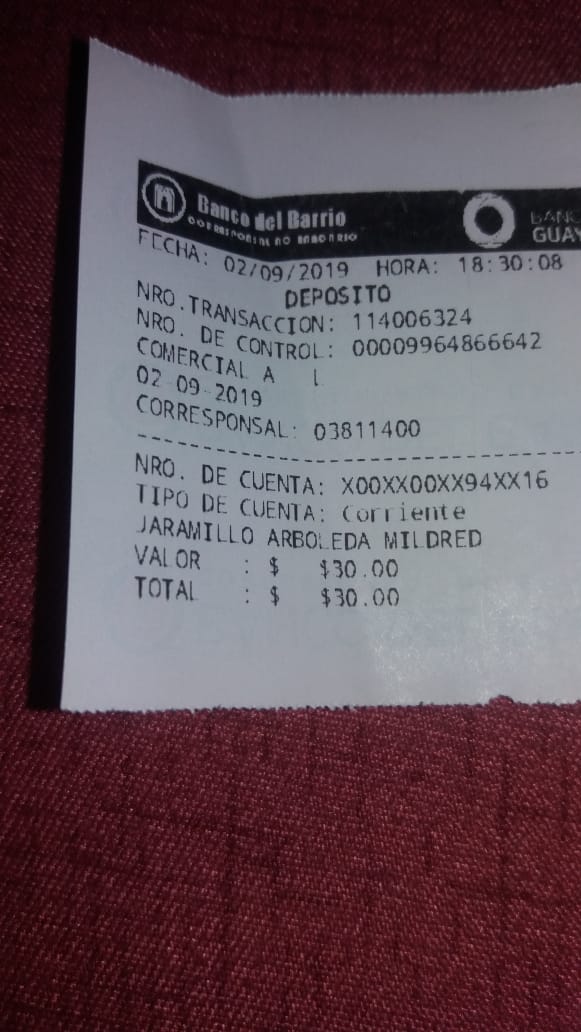 Banco del Barrio
CORRESPONSAL NO BANCARIO
BANC
GUAY
FECHA: 02/09/2019 HORA: 18:30:08
DEPOSITO
NRO.TRANSACCION: 114006324
NRO. DE CONTROL: 00009964866642
COMERCIAL A L
02-09-2019
CORRESPONSAL: 03811400
NRO. DE CUENTA: X00XX00XX94XX16
TIPO DE CUENTA: Corriente
JARAMILLO ARBOLEDA MILDRED
VALOR : $ $30.00
TOTAL : $ $30.00